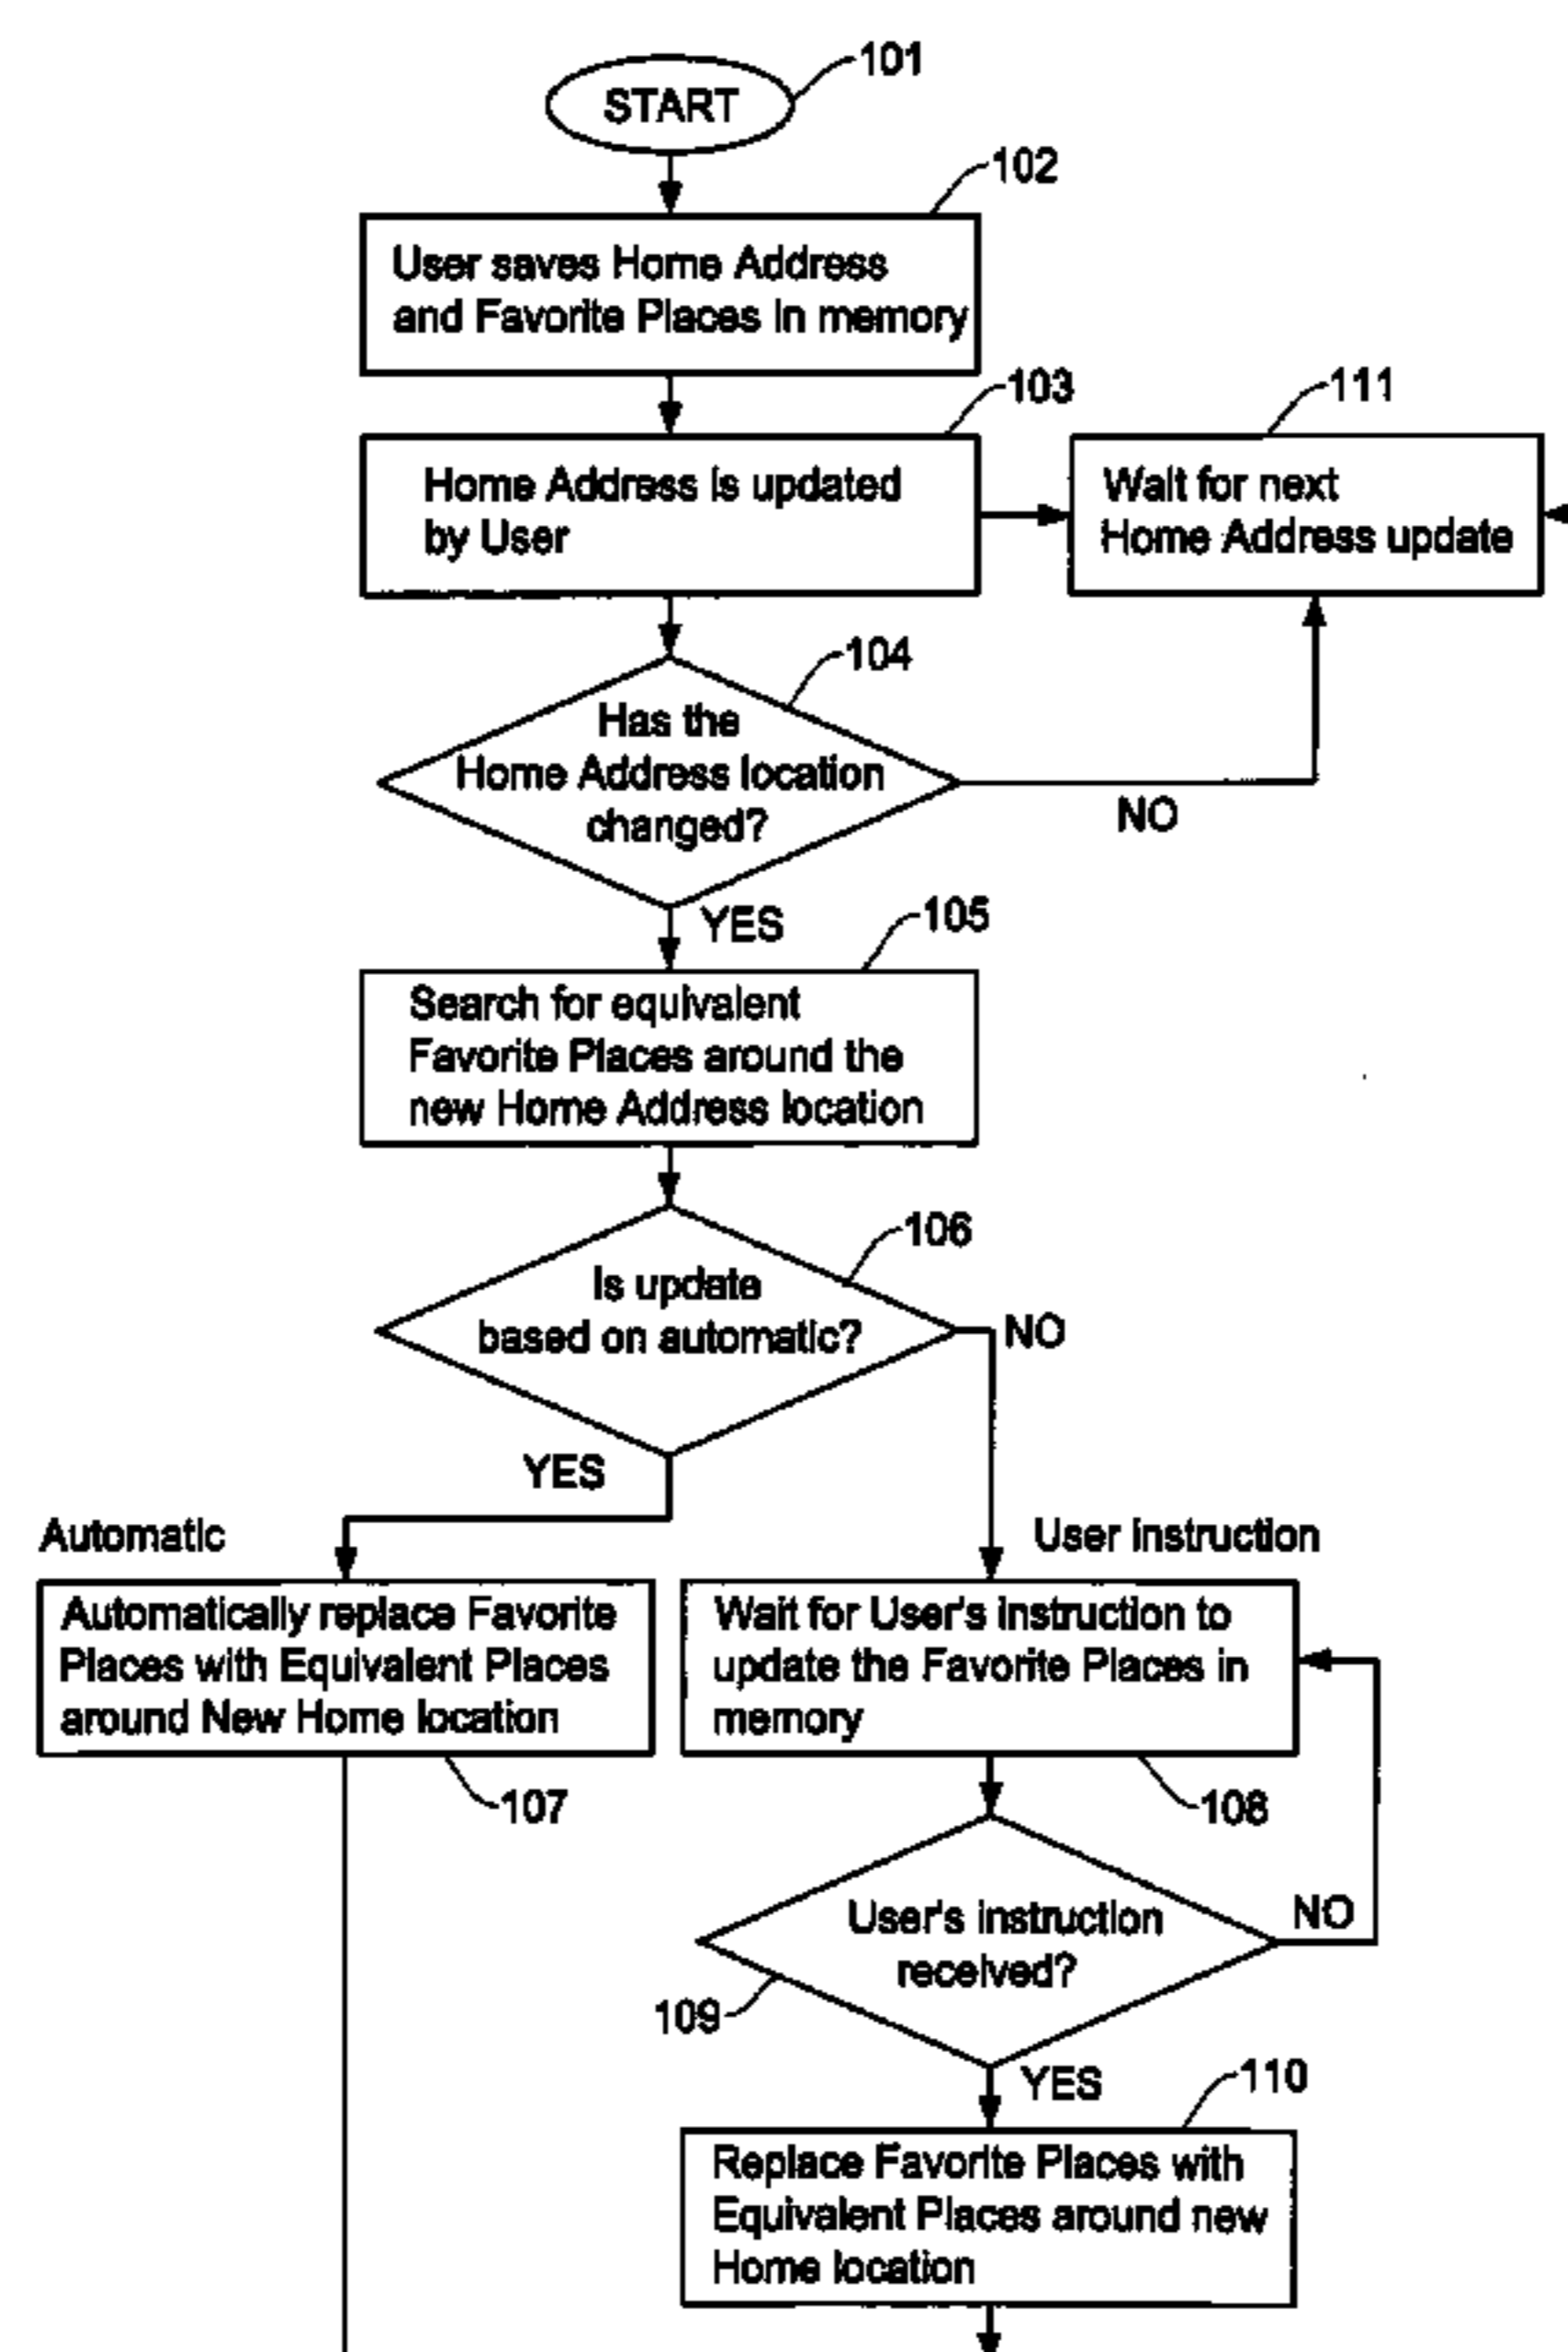 START
101
102
User saves Home Address
and Favorite Places in memory
103
Home Address is updated
by User
111
Wait for next
Home Address update
104
Has the
Home Address location
changed?
NO
YES
105
Search for equivalent
Favorite Places around the
new Home Address location
106
Is update
based on automatic?
NO
YES
Automatic
User instruction
Automatically replace Favorite
Places with Equivalent Places
around New Home location
107
Wait for User's instruction to
update the Favorite Places in
memory
108
User's instruction
received?
NO
109
YES
110
Replace Favorite Places with
Equivalent Places around new
Home location